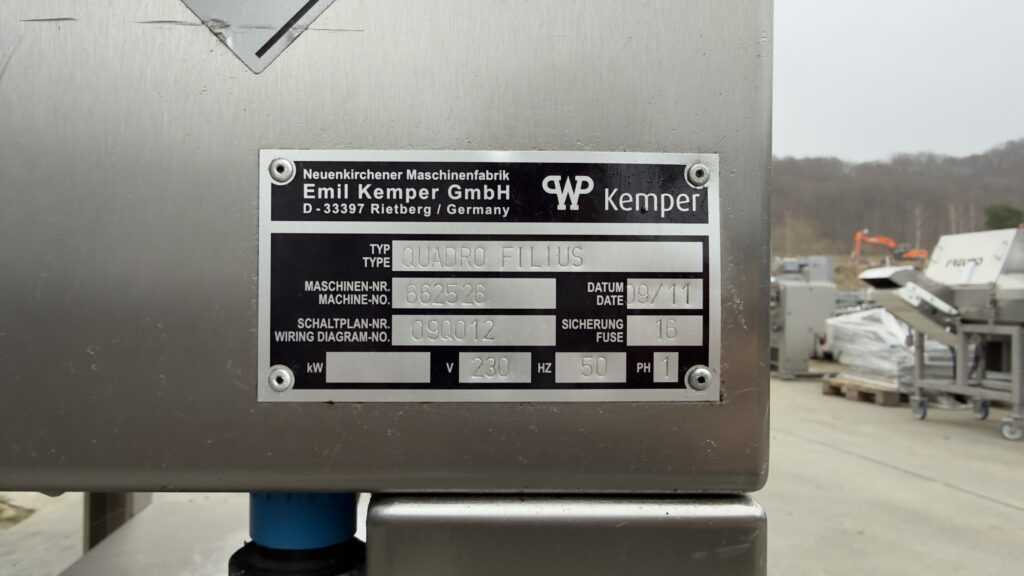 Neuenkirchener Maschinenfabrik
Emil Kemper GmbH
D-33397 Rietberg / Germany
Kemper
TYP
TYPE
QUADRO FILIUS
MASCHINEN-NR.
MACHINE-NO.
662526
DATUM
DATE
09/11
SCHALTPLAN-NR.
WIRING DIAGRAM-NO.
09Q012
SICHERUNG
FUSE
16
kW
V 230 HZ 50 PH 1